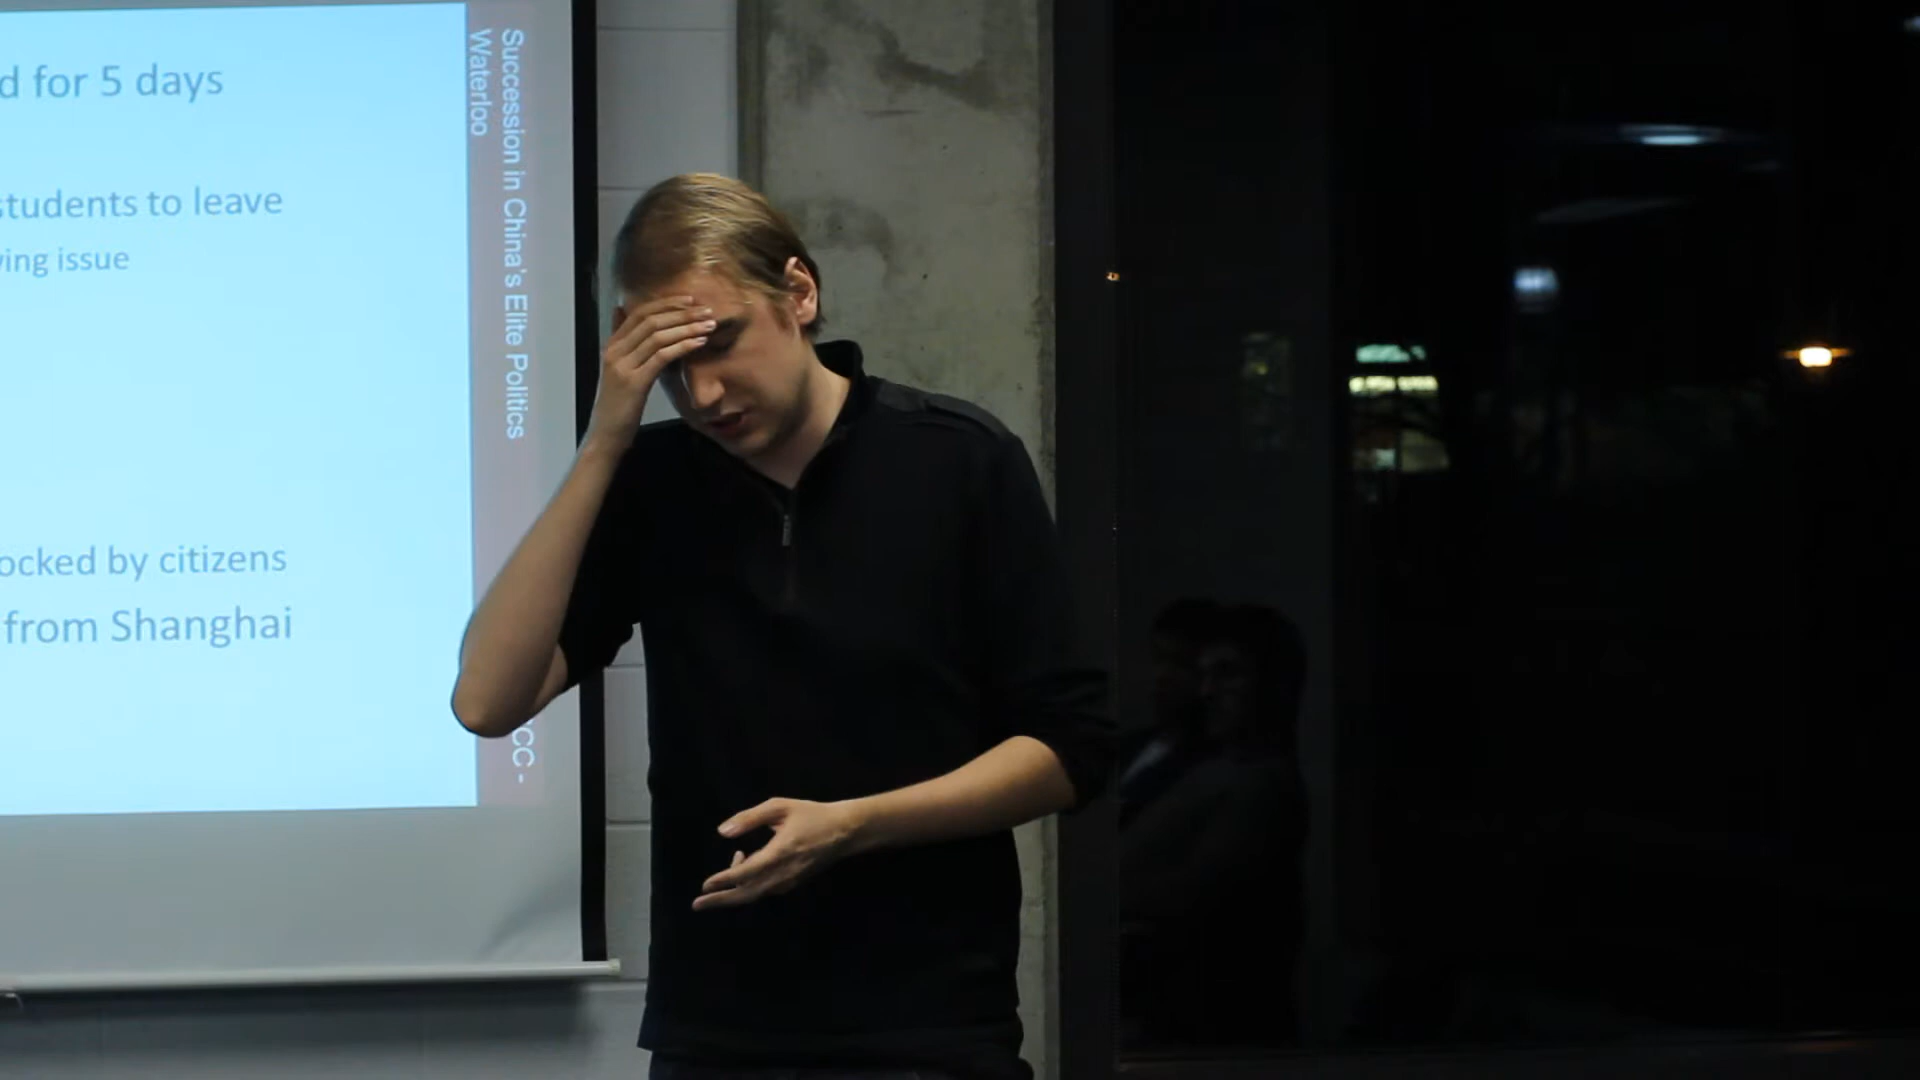 d for 5 days
students to leave
ing issue
ocked by citizens
from Shanghai
Succession in China's Elite Politics
CC -
Waterloo